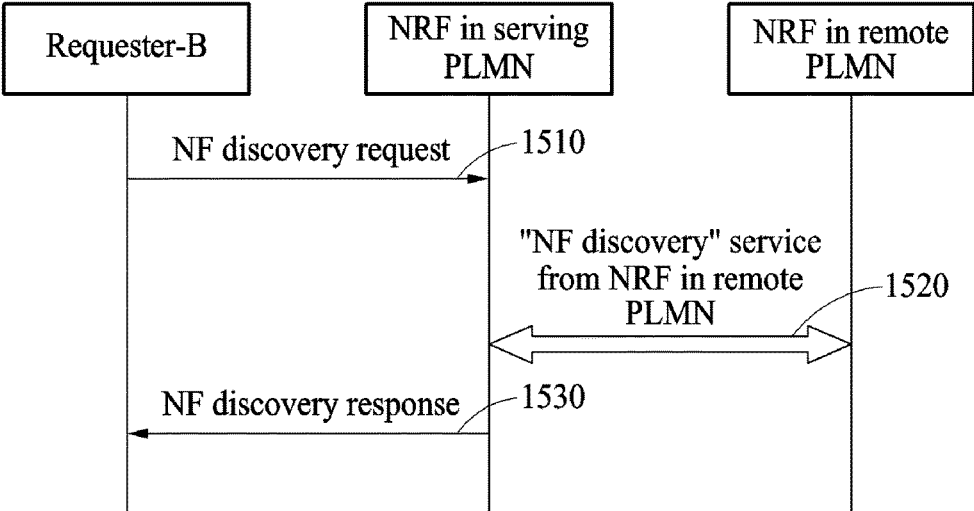 Requester-B
NRF in serving
PLMN
NRF in remote
PLMN
NF discovery request
1510
"NF discovery" service
from NRF in remote
PLMN
1520
NF discovery response
1530